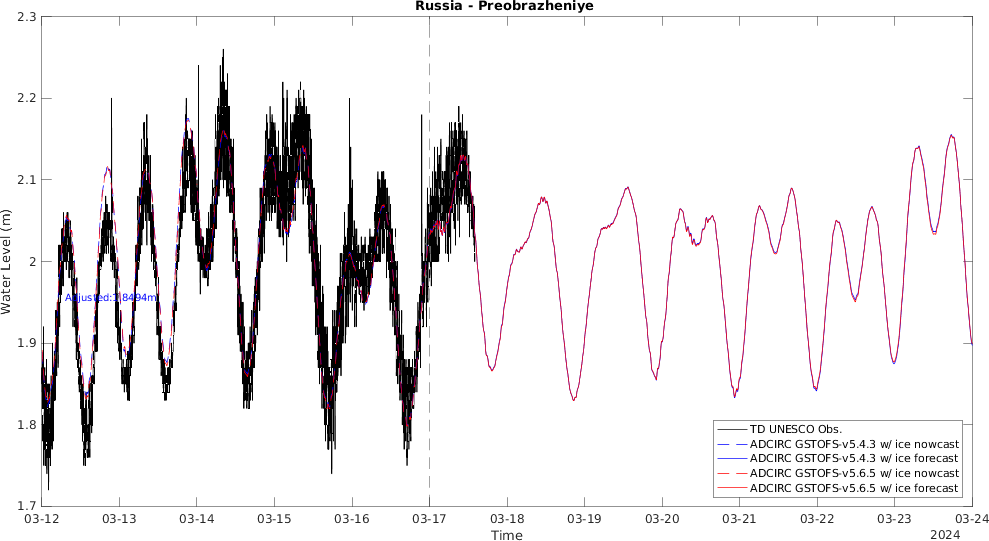 Russia - Preobrazheniye
2.3
2.2
2.1
2
1.9
1.8
1.7
Water Level (m)
Adjusted:1.8494m
TD UNESCO Obs.
ADCIRC GSTOFS-v5.4.3 w/ ice nowcast
ADCIRC GSTOFS-v5.4.3 w/ ice forecast
ADCIRC GSTOFS-v5.6.5 w/ ice nowcast
ADCIRC GSTOFS-v5.6.5 w/ ice forecast
03-12 03-13 03-14 03-15 03-16 03-17 03-18 03-19 03-20 03-21 03-22 03-23 03-24
Time
2024